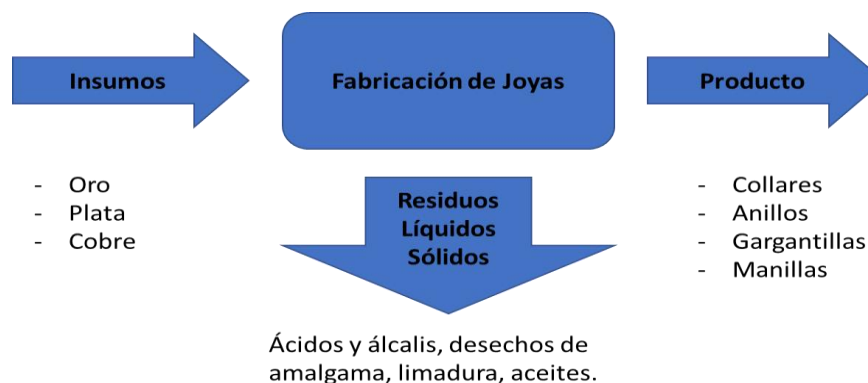 Insumos
Fabricación de Joyas
Producto
- Oro
- Plata
- Cobre
Residuos
Líquidos
Sólidos
- Collares
- Anillos
- Gargantillas
- Manillas
Ácidos y álcalis, desechos de
amalgama, limadura, aceites.